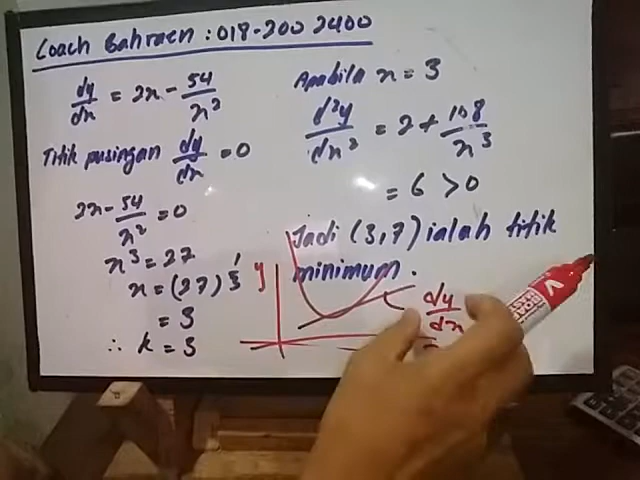 Coach Bahraen : 018-200 2400
dy/dx = 2x - 54/x²
Titik pusingan dy/dx = 0
2x - 54/x² = 0
x³ = 27
x = (27)^1/3
= 3
∴ k = 3
Apabila x = 3
d²y/dx² = 2 + 108/x³
= 6 > 0
Jadi (3,7) ialah titik
minimum.
y
dy/dx